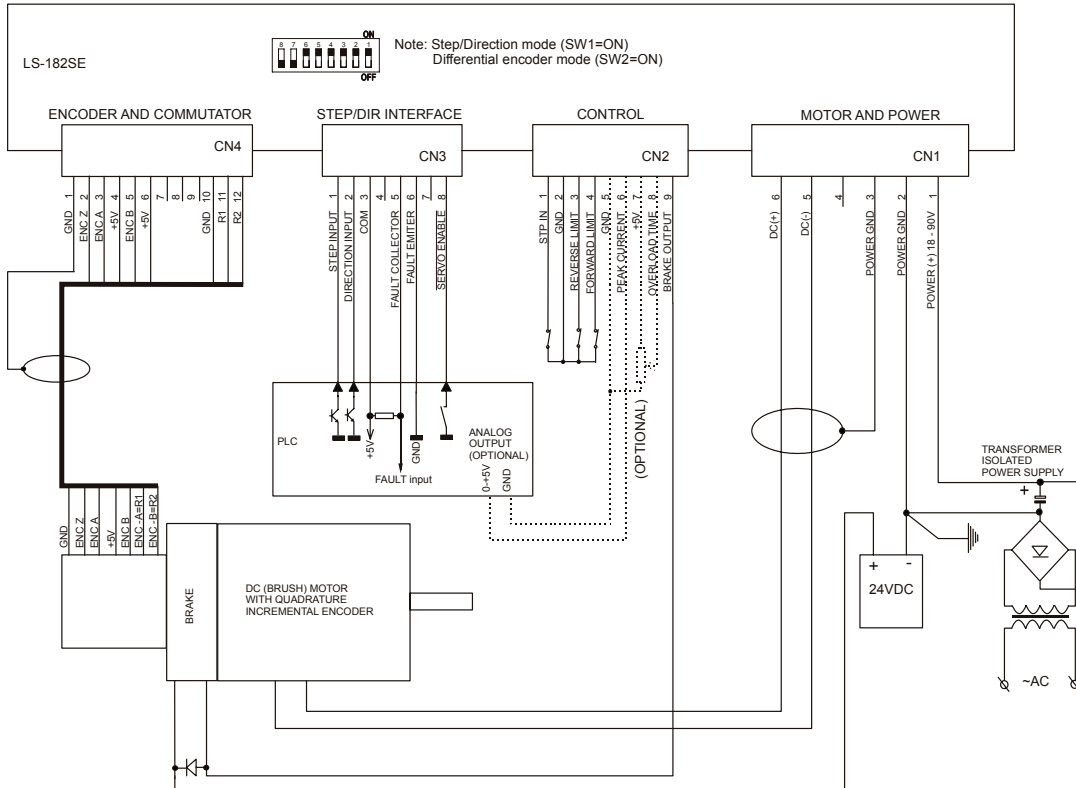 LS-182SE
ON
8 7 6 5 4 3 2 1
OFF
Note: Step/Direction mode (SW1=ON)
Differential encoder mode (SW2=ON)
ENCODER AND COMMUTATOR
CN4
STEP/DIR INTERFACE
CN3
CONTROL
CN2
MOTOR AND POWER
CN1
1 GND
2 ENC Z
3 ENC A
4 +5V
5 ENC B
6 +5V
7
8
9
10 GND
11 R1
12 R2
1 STEP INPUT
2 DIRECTION INPUT
3 COM
4
5 FAULT COLLECTOR
6 FAULT EMITER
7
8 SERVO ENABLE
1 STP IN
2 GND
3 REVERSE LIMIT
4 FORWARD LIMIT
5 GND
6 PEAK CURRENT
7 +5V
8 OVERLOAD TIME
9 BRAKE OUTPUT
6 DC(+)
5 DC(-)
4
3 POWER GND
2 POWER GND
1 POWER (+) 18 - 90V
PLC
+5V
GND
FAULT input
ANALOG
OUTPUT
(OPTIONAL)
0-+5V
GND
(OPTIONAL)
TRANSFORMER
ISOLATED
POWER SUPPLY
+
+ -
24VDC
~AC
GND
ENC Z
ENC A
+5V
ENC B
ENC -A=R1
ENC -B=R2
BRAKE
DC (BRUSH) MOTOR
WITH QUADRATURE
INCREMENTAL ENCODER